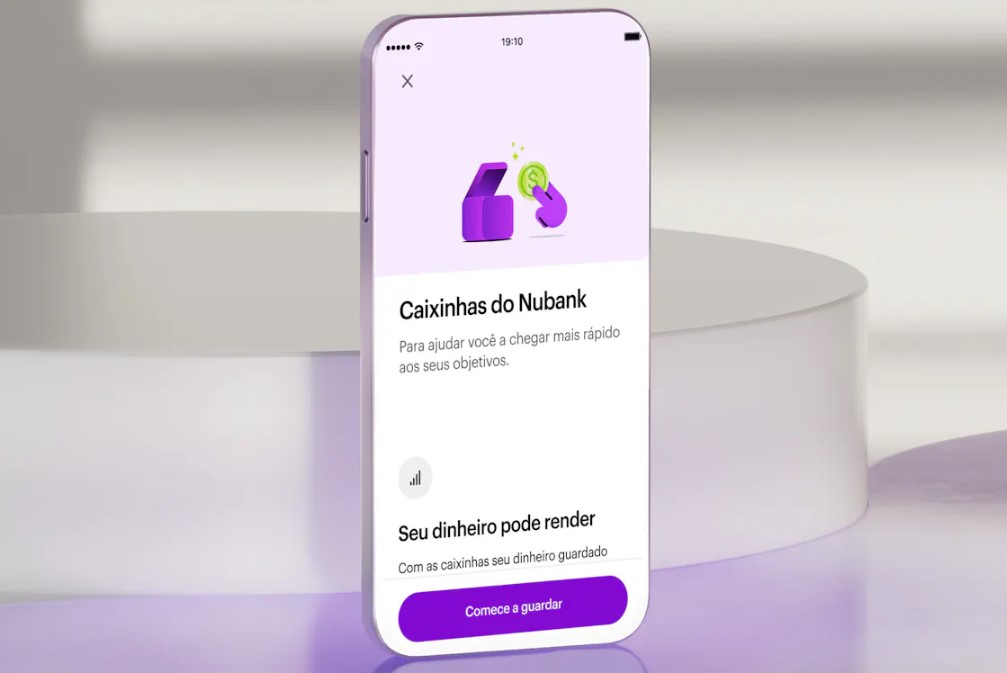 19:10
Caixinhas do Nubank
Para ajudar você a chegar mais rápido
aos seus objetivos.
Seu dinheiro pode render
Com as caixinhas seu dinheiro guardado
Comece a guardar